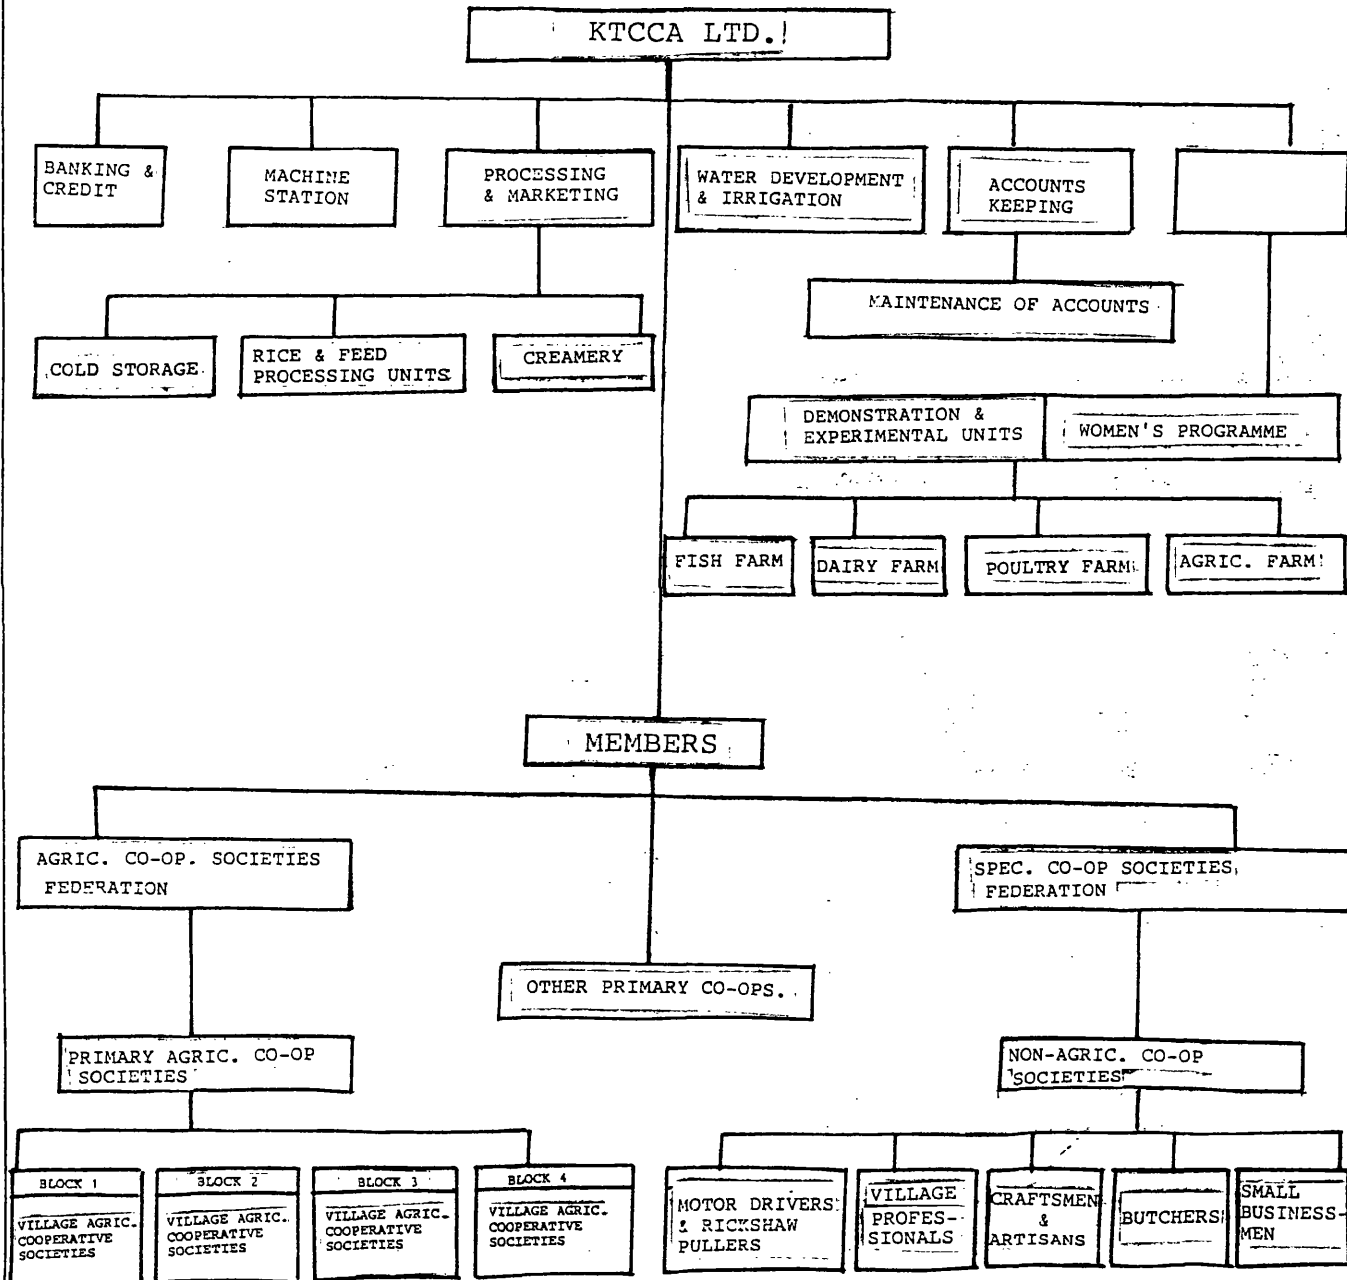 KTCCA LTD.
BANKING &
CREDIT
MACHINE
STATION
PROCESSING
& MARKETING
WATER DEVELOPMENT
& IRRIGATION
ACCOUNTS
KEEPING
MAINTENANCE OF ACCOUNTS
COLD STORAGE
RICE & FEED
PROCESSING UNITS
CREAMERY
DEMONSTRATION &
EXPERIMENTAL UNITS
WOMEN'S PROGRAMME
FISH FARM
DAIRY FARM
POULTRY FARM
AGRIC. FARM
MEMBERS
AGRIC. CO-OP. SOCIETIES
FEDERATION
SPEC. CO-OP SOCIETIES
FEDERATION
OTHER PRIMARY CO-OPS.
PRIMARY AGRIC. CO-OP
SOCIETIES
NON-AGRIC. CO-OP
SOCIETIES
BLOCK 1
VILLAGE AGRIC.
COOPERATIVE
SOCIETIES
BLOCK 2
VILLAGE AGRIC.
COOPERATIVE
SOCIETIES
BLOCK 3
VILLAGE AGRIC.
COOPERATIVE
SOCIETIES
BLOCK 4
VILLAGE AGRIC.
COOPERATIVE
SOCIETIES
MOTOR DRIVERS
& RICKSHAW
PULLERS
VILLAGE
PROFES-
SIONALS
CRAFTSMEN
&
ARTISANS
BUTCHERS
SMALL
BUSINESS-
MEN